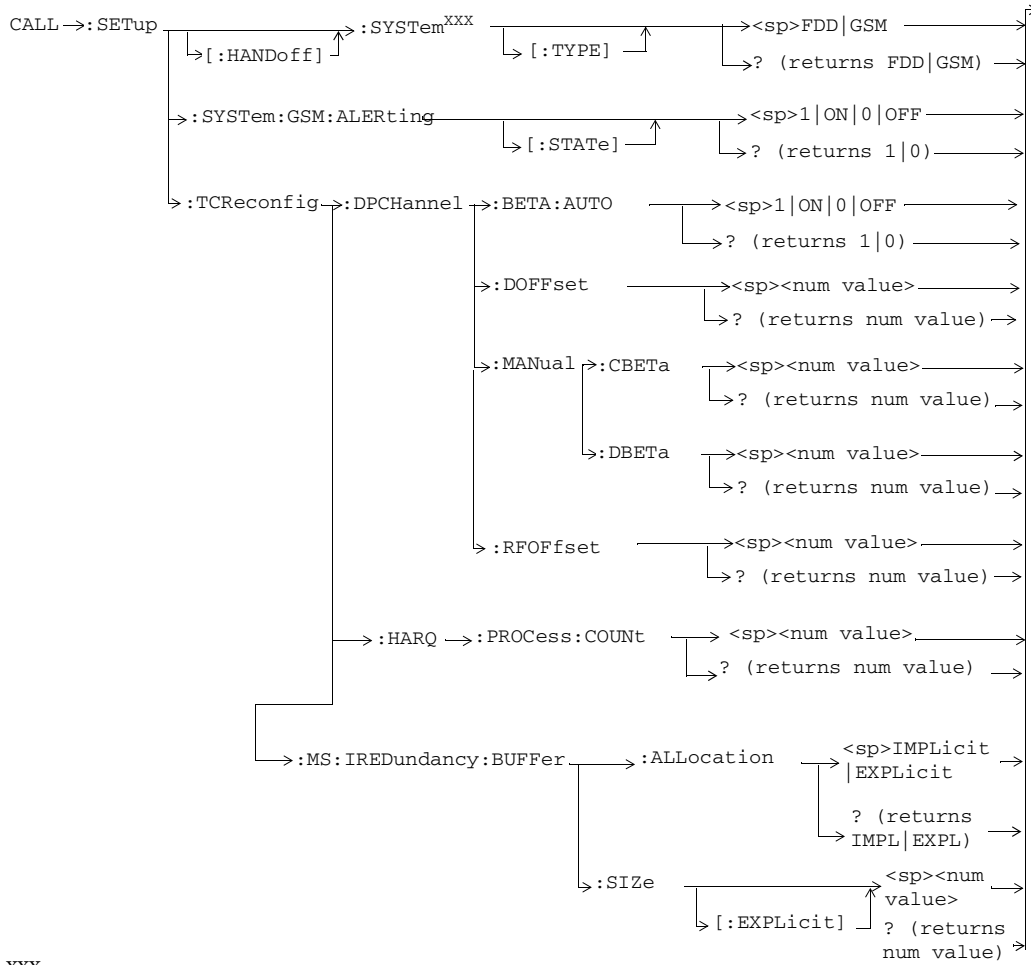 CALL :SETup :SYSTemXXX <sp>FDD|GSM
[:HANDoff] [:TYPE] ? (returns FDD|GSM)
:SYSTem:GSM:ALERting <sp>1|ON|0|OFF
[:STATe] ? (returns 1|0)
:TCReconfig :DPCHannel :BETA:AUTO <sp>1|ON|0|OFF
? (returns 1|0)
:DOFFset <sp><num value>
? (returns num value)
:MANual :CBETa <sp><num value>
? (returns num value)
:DBETa <sp><num value>
? (returns num value)
:RFOFfset <sp><num value>
? (returns num value)
:HARQ :PROCess:COUNt <sp><num value>
? (returns num value)
:MS:IREDundancy:BUFFer :ALLocation <sp>IMPLicit
|EXPLicit
? (returns
IMPL|EXPL)
:SIZe <sp><num
value>
[:EXPLicit] ? (returns
num value)
XXX